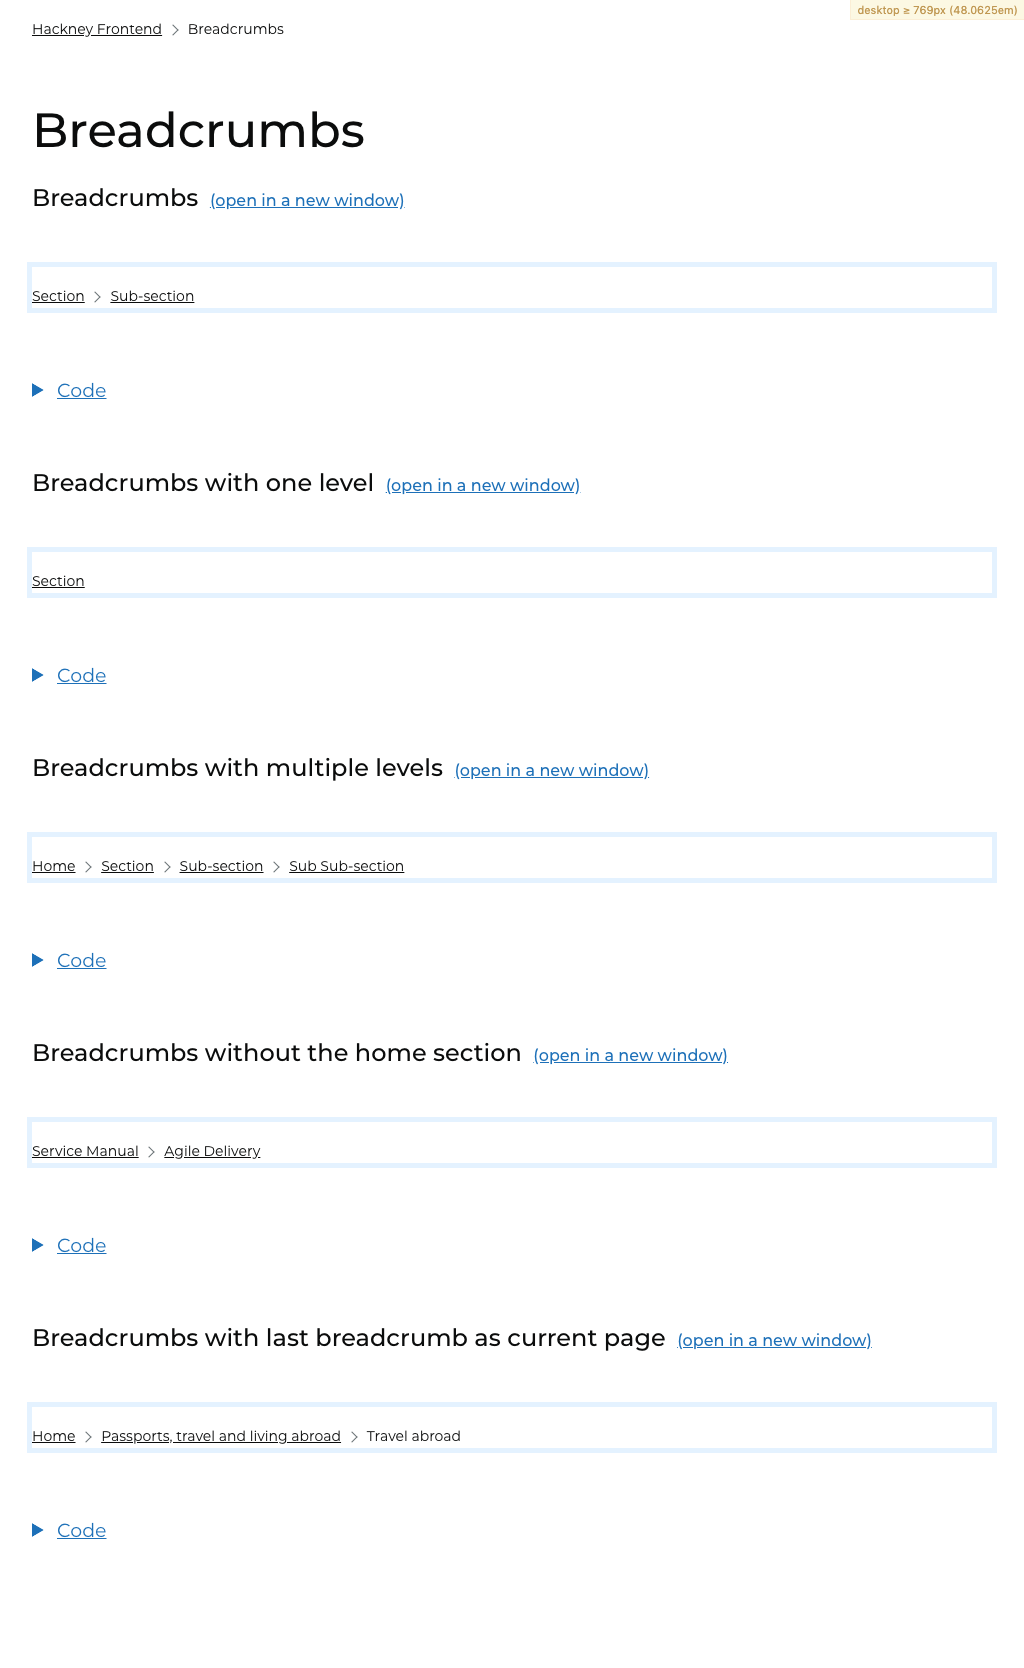 desktop ≥ 769px (48.0625em)
Hackney Frontend > Breadcrumbs
Breadcrumbs
Breadcrumbs (open in a new window)
Section > Sub-section
Code
Breadcrumbs with one level (open in a new window)
Section
Code
Breadcrumbs with multiple levels (open in a new window)
Home > Section > Sub-section > Sub Sub-section
Code
Breadcrumbs without the home section (open in a new window)
Service Manual > Agile Delivery
Code
Breadcrumbs with last breadcrumb as current page (open in a new window)
Home > Passports, travel and living abroad > Travel abroad
Code